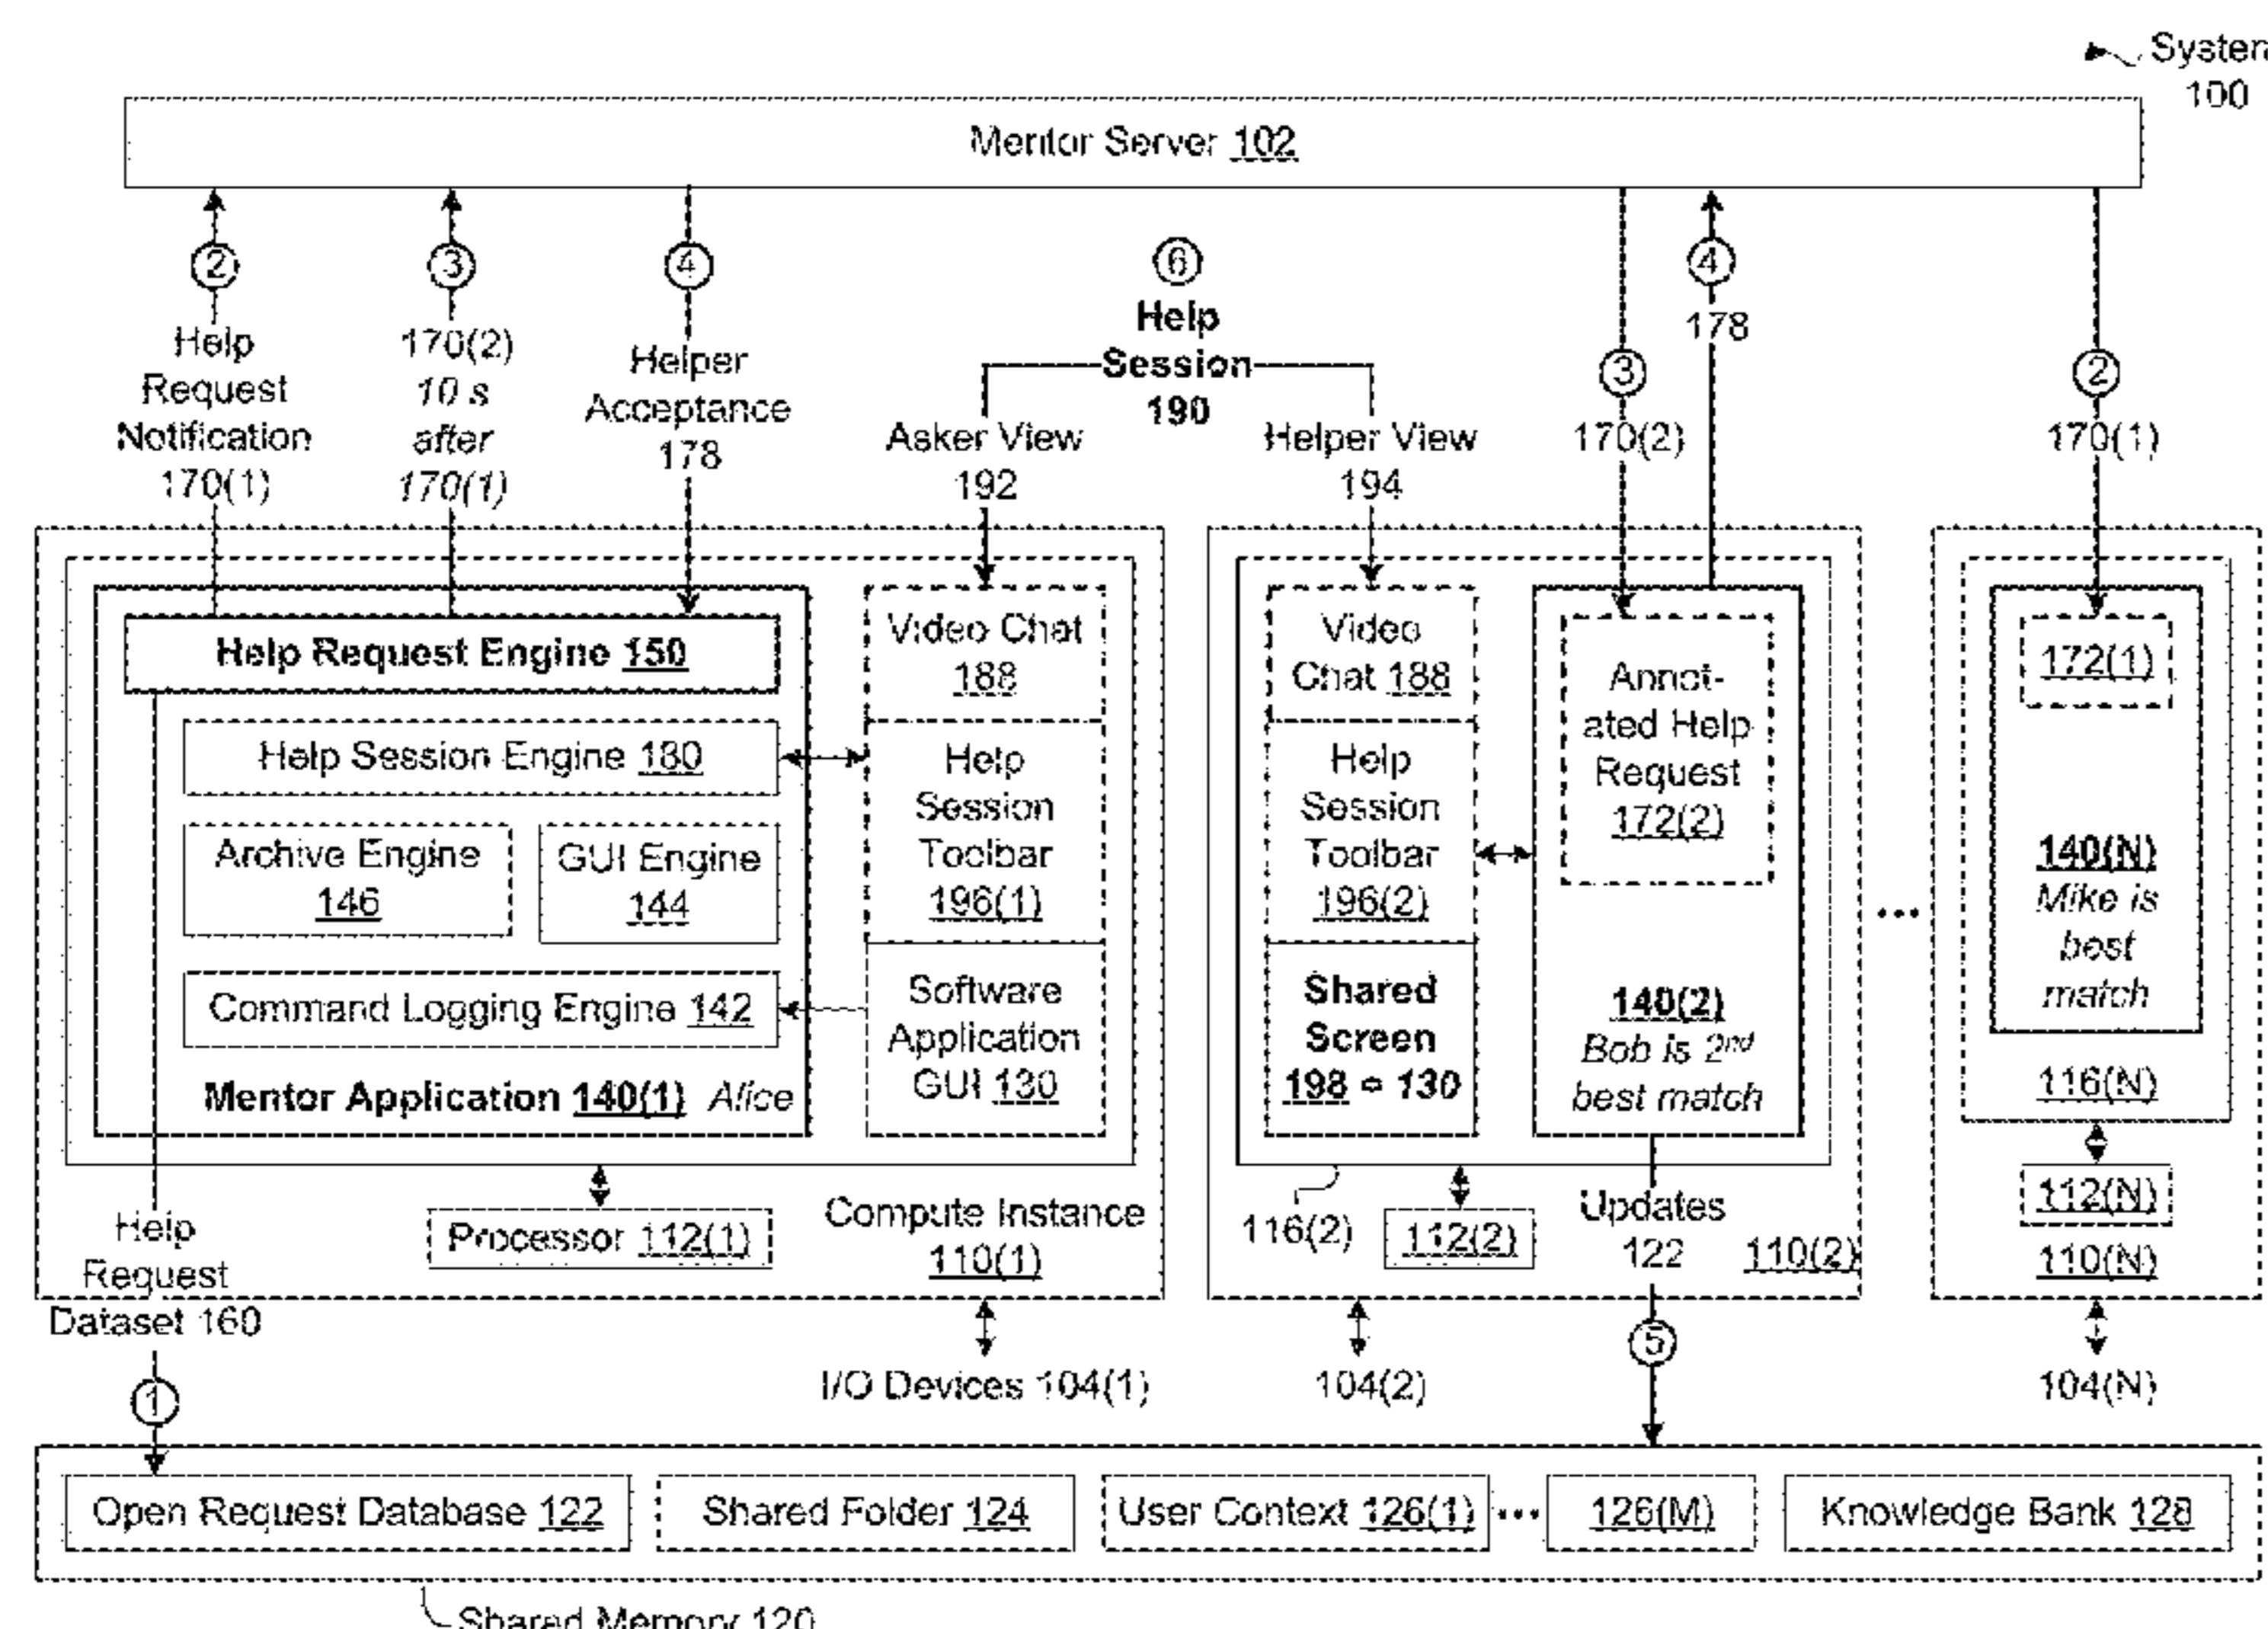 System
100
Mentor Server 102
2
3
4
6
3
4
2
Help
Request
Notification
170(1)
170(2)
10 s
after
170(1)
Helper
Acceptance
178
Help
Session
190
Asker View
192
Helper View
194
170(2)
178
170(1)
Help Request Engine 150
Help Session Engine 180
Archive Engine
146
GUI Engine
144
Command Logging Engine 142
Mentor Application 140(1) Alice
Video Chat
188
Help
Session
Toolbar
196(1)
Software
Application
GUI 130
Processor 112(1)
Compute Instance
110(1)
Video
Chat 188
Help
Session
Toolbar
196(2)
Shared
Screen
198 ⇔ 130
Annot-
ated Help
Request
172(2)
140(2)
Bob is 2nd
best match
116(2)
112(2)
Updates
122
110(2)
...
172(1)
140(N)
Mike is
best
match
116(N)
112(N)
110(N)
Help
Request
Dataset 160
1
I/O Devices 104(1)
104(2)
5
104(N)
Open Request Database 122
Shared Folder 124
User Context 126(1) ... 126(M)
Knowledge Bank 128
Shared Memory 120